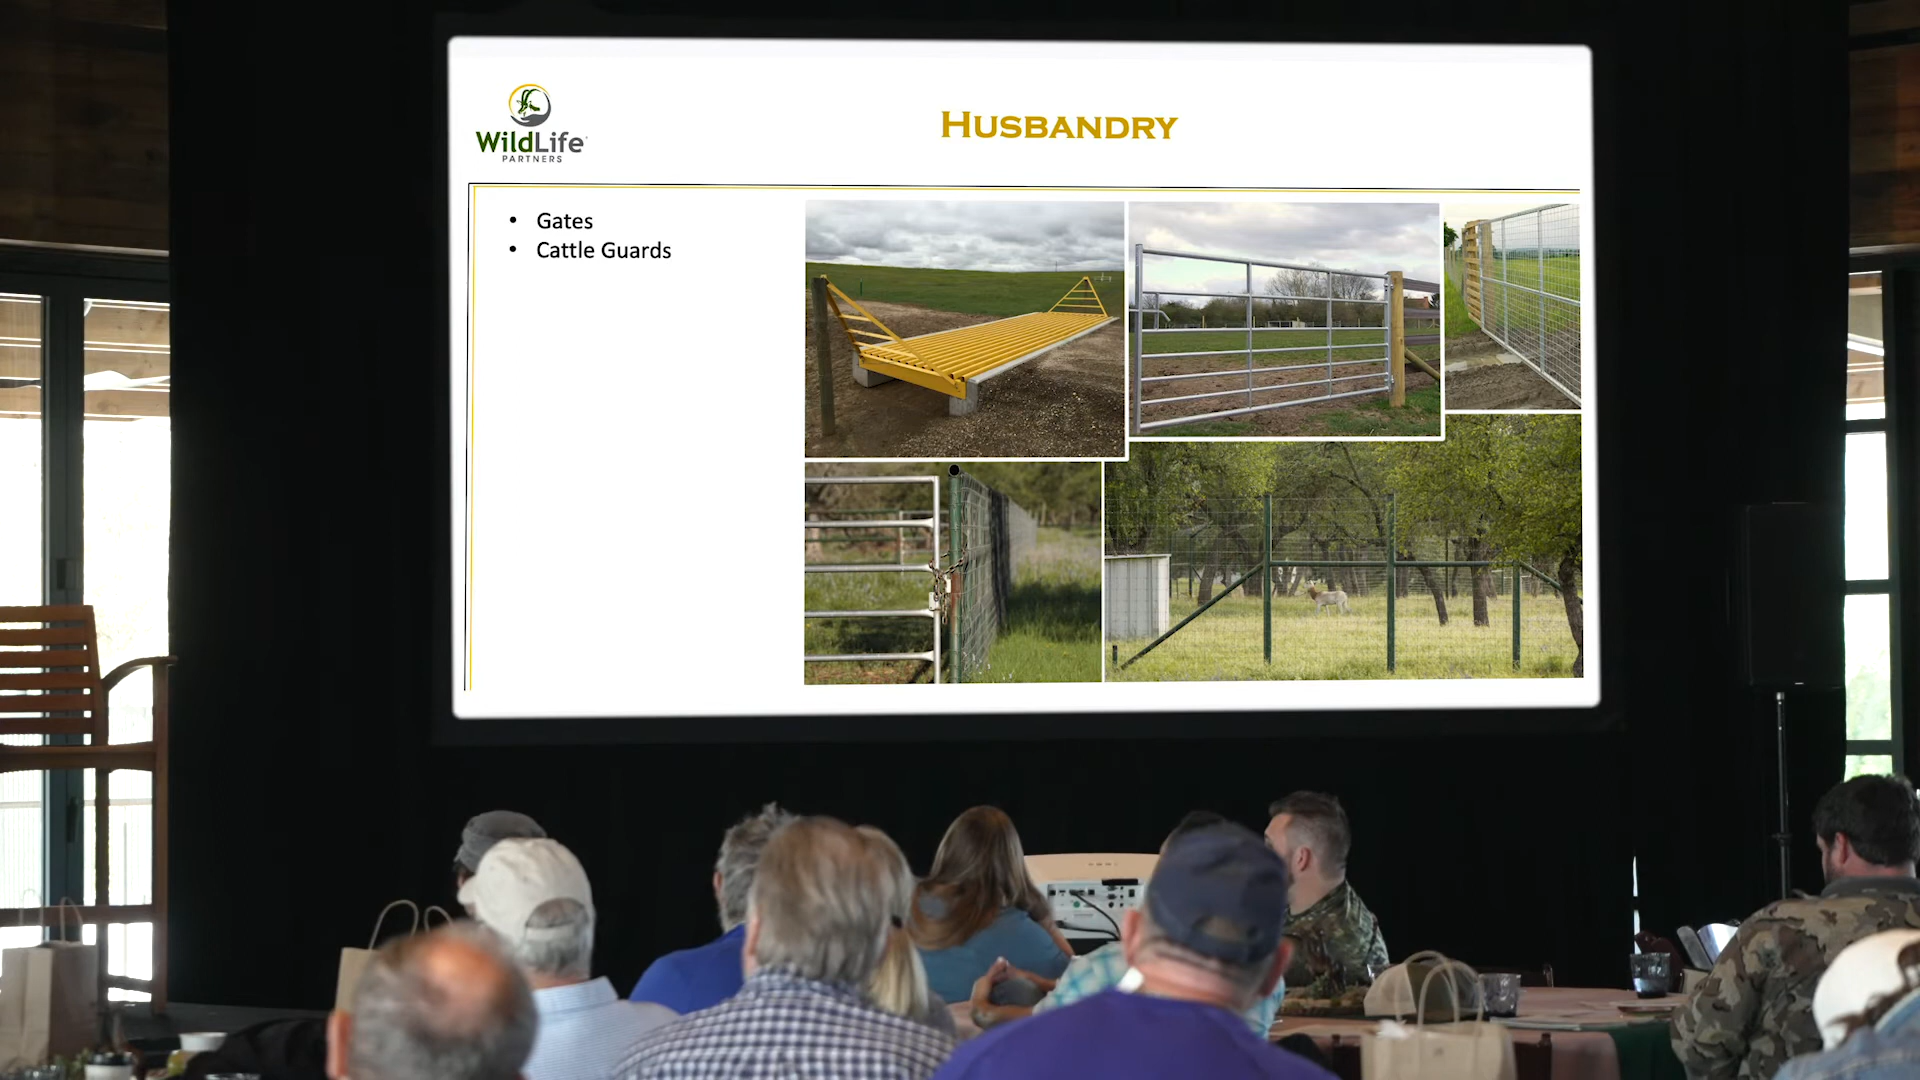 WildLife
PARTNERS
HUSBANDRY
• Gates
• Cattle Guards